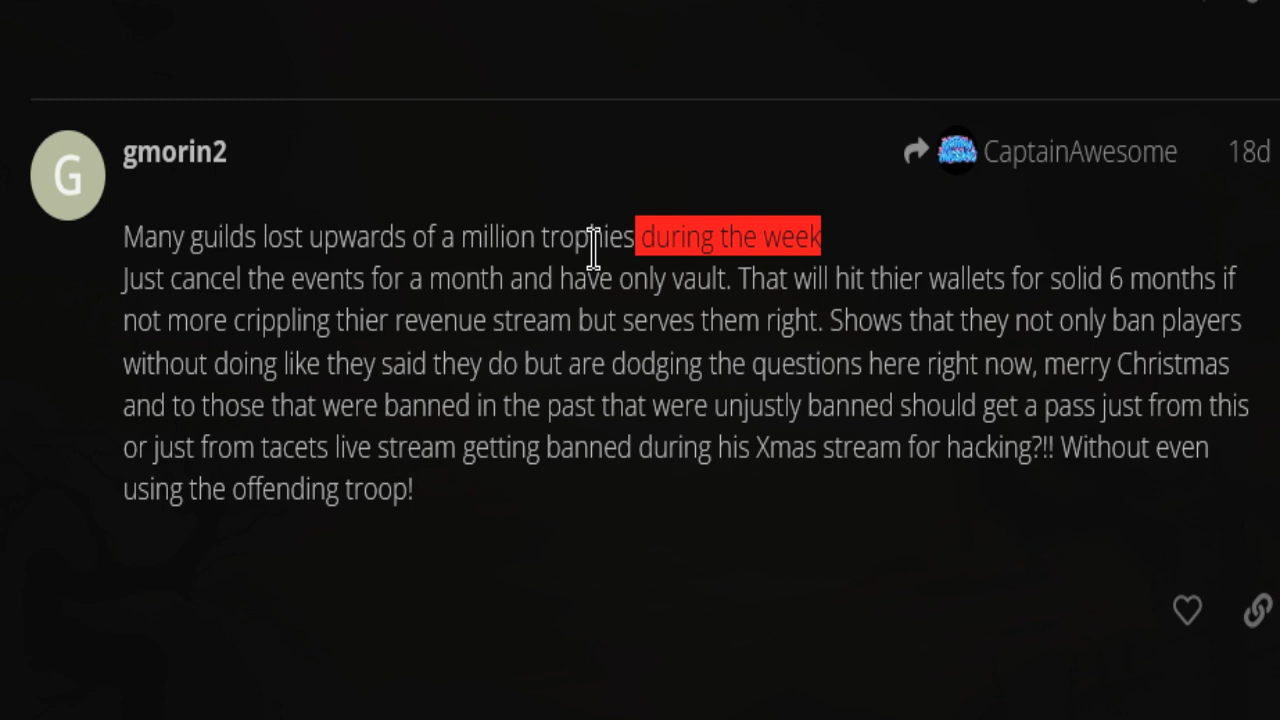 G
gmorin2
CaptainAwesome
18d
Many guilds lost upwards of a million trophies during the week
Just cancel the events for a month and have only vault. That will hit thier wallets for solid 6 months if
not more crippling thier revenue stream but serves them right. Shows that they not only ban players
without doing like they said they do but are dodging the questions here right now, merry Christmas
and to those that were banned in the past that were unjustly banned should get a pass just from this
or just from tacets live stream getting banned during his Xmas stream for hacking?!! Without even
using the offending troop!